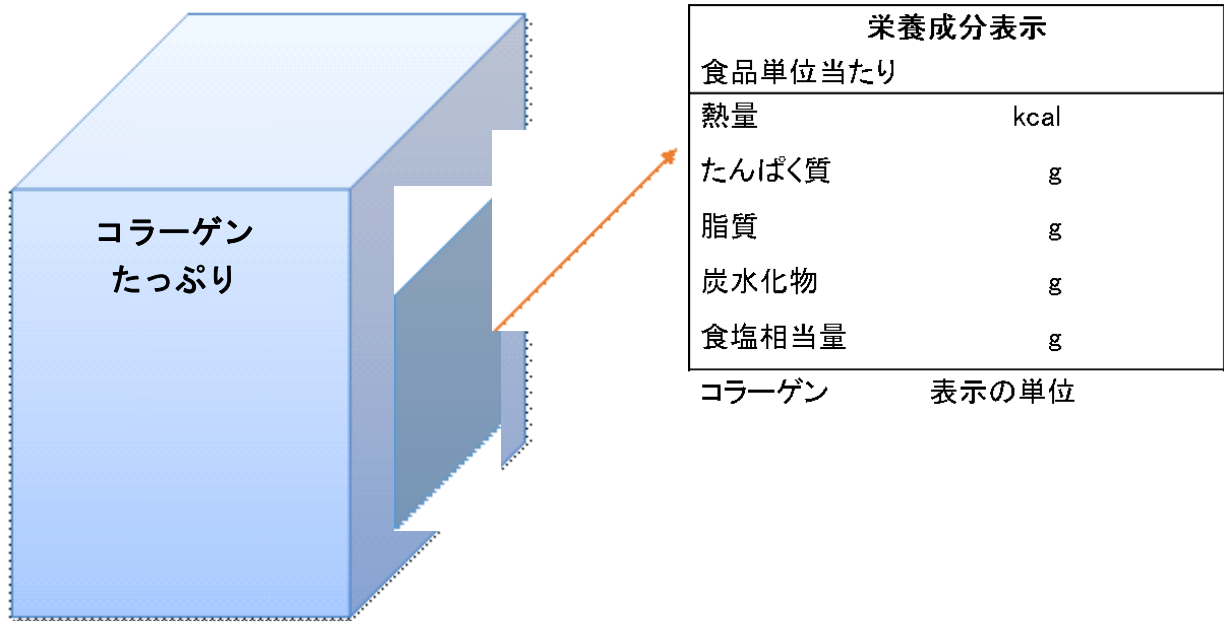 コラーゲン
たっぷり
栄養成分表示
食品単位当たり
熱量 kcal
たんぱく質 g
脂質 g
炭水化物 g
食塩相当量 g
コラーゲン 表示の単位